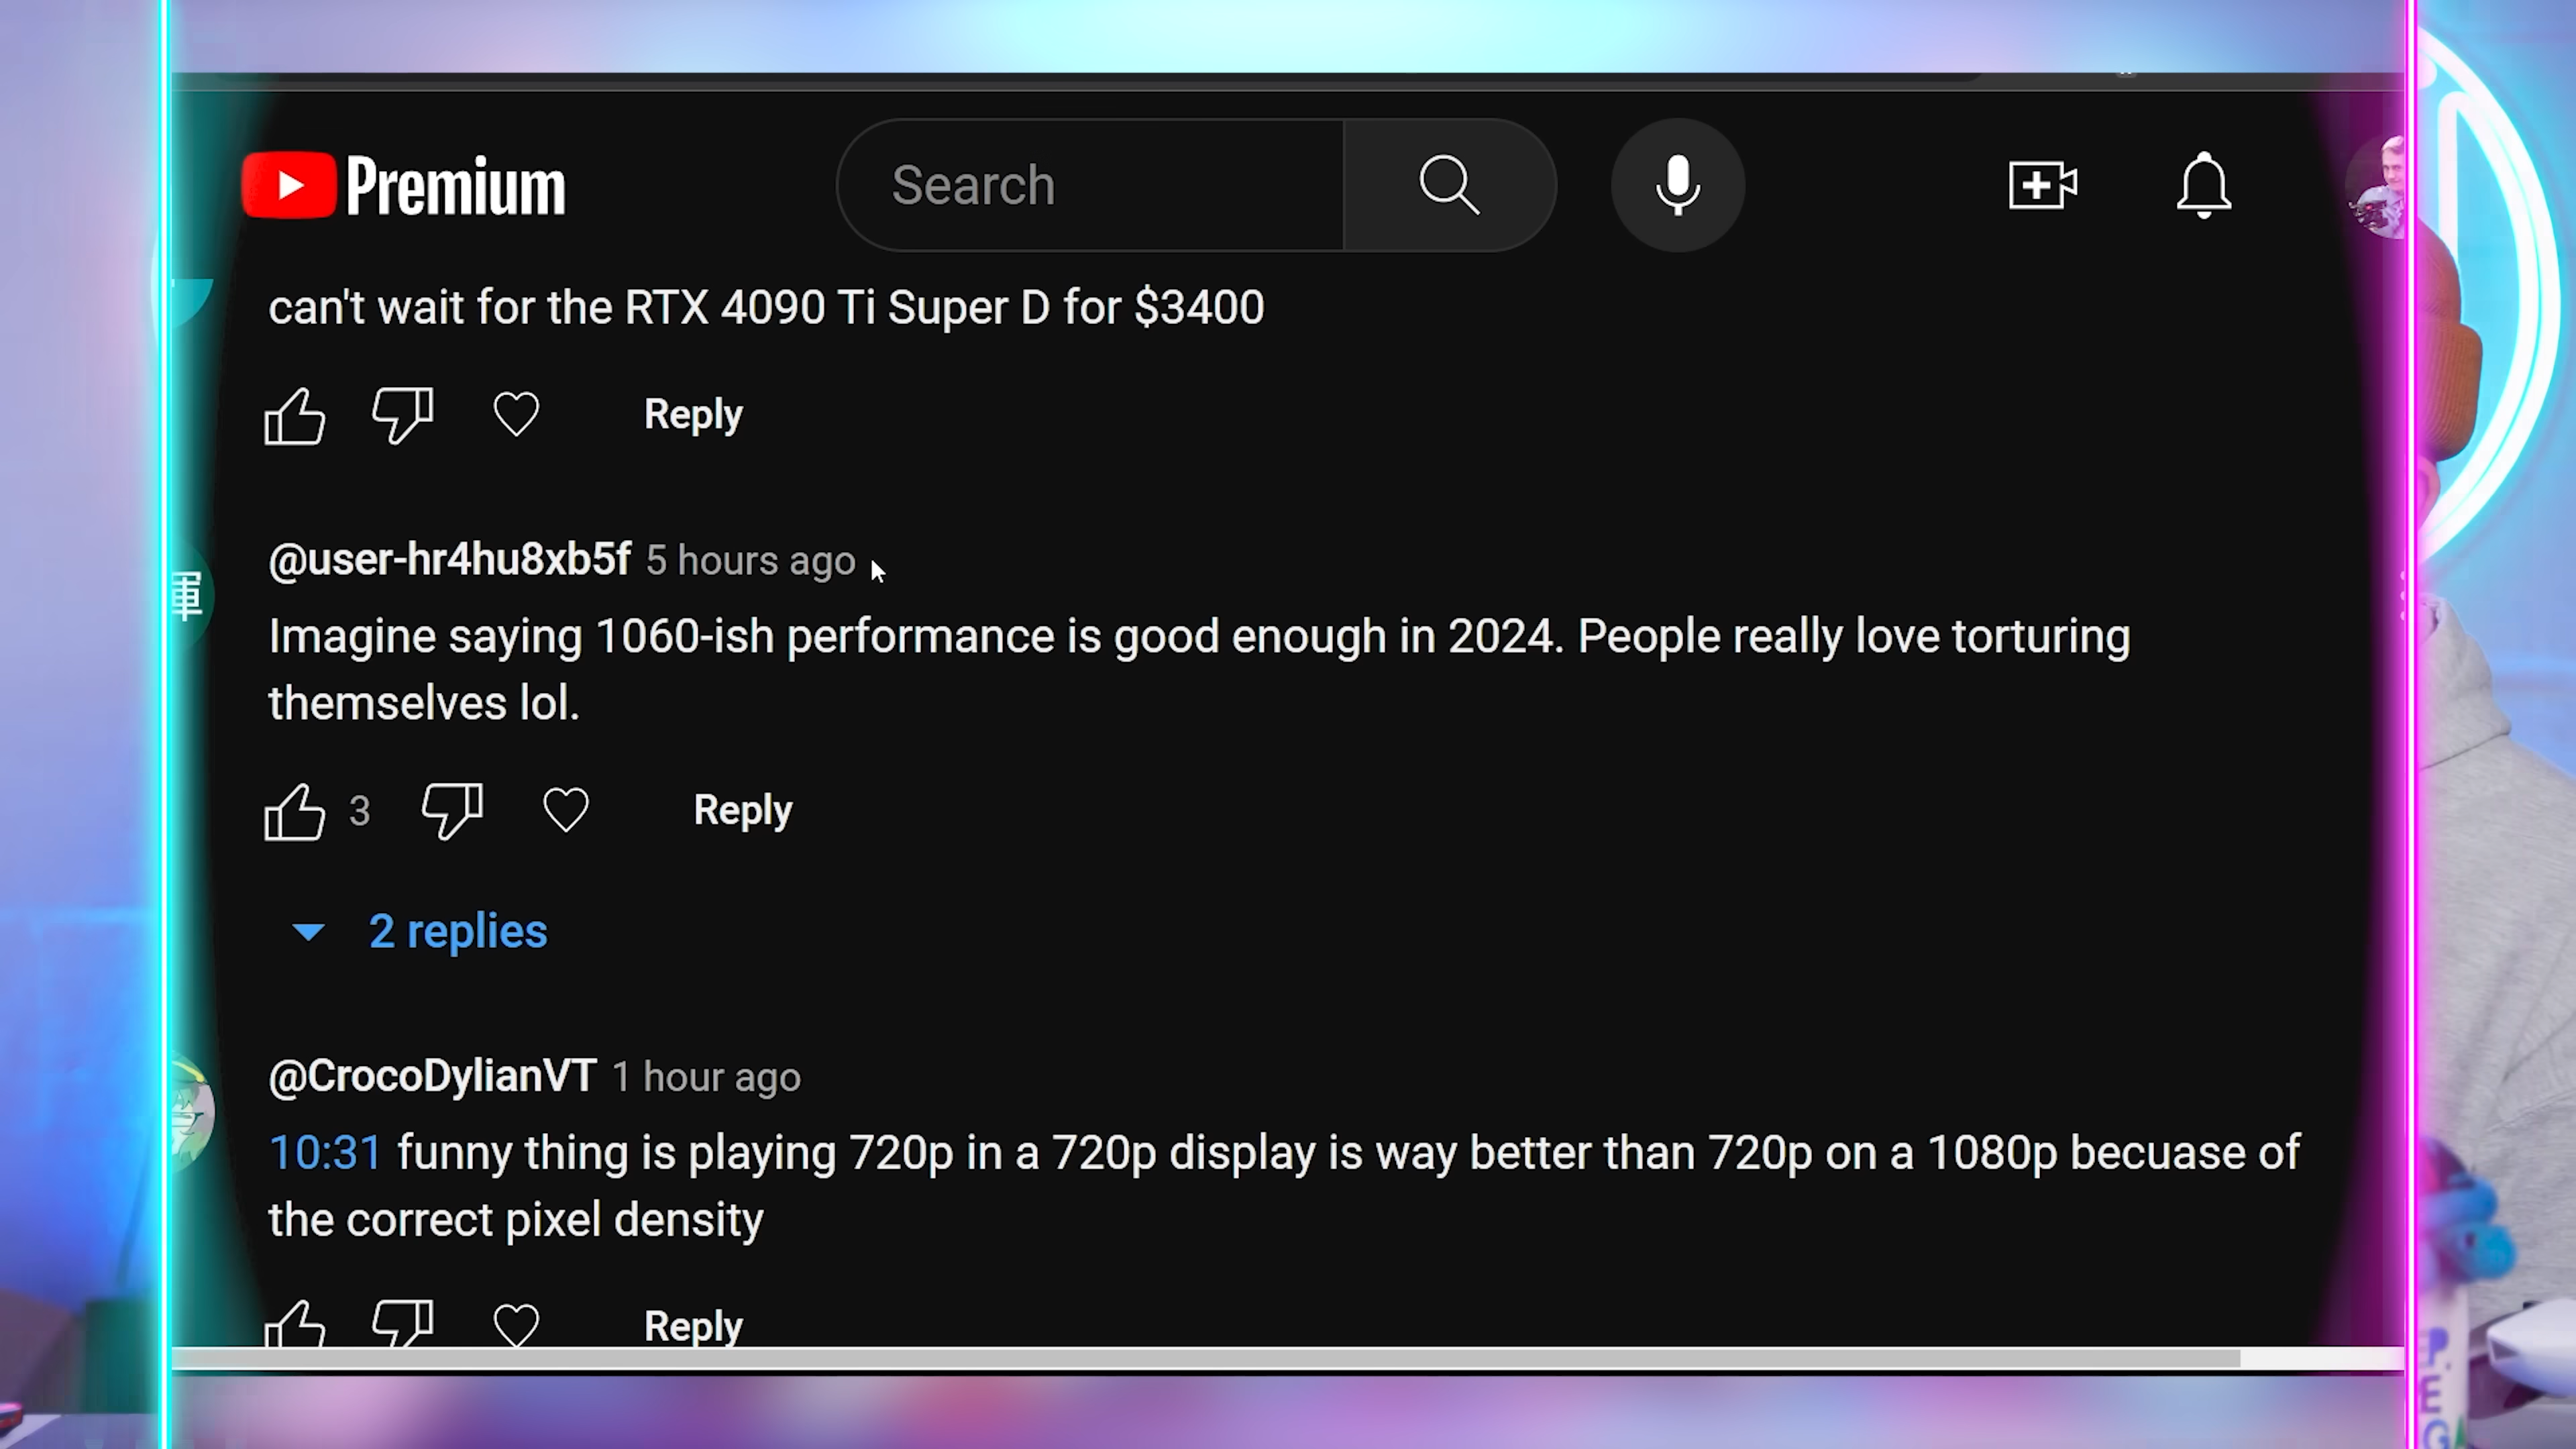 Premium
Search
can't wait for the RTX 4090 Ti Super D for $3400
Reply
@user-hr4hu8xb5f 5 hours ago
軍
Imagine saying 1060-ish performance is good enough in 2024. People really love torturing
themselves lol.
3
Reply
2 replies
@CrocoDylianVT 1 hour ago
10:31 funny thing is playing 720p in a 720p display is way better than 720p on a 1080p becuase of
the correct pixel density
Reply